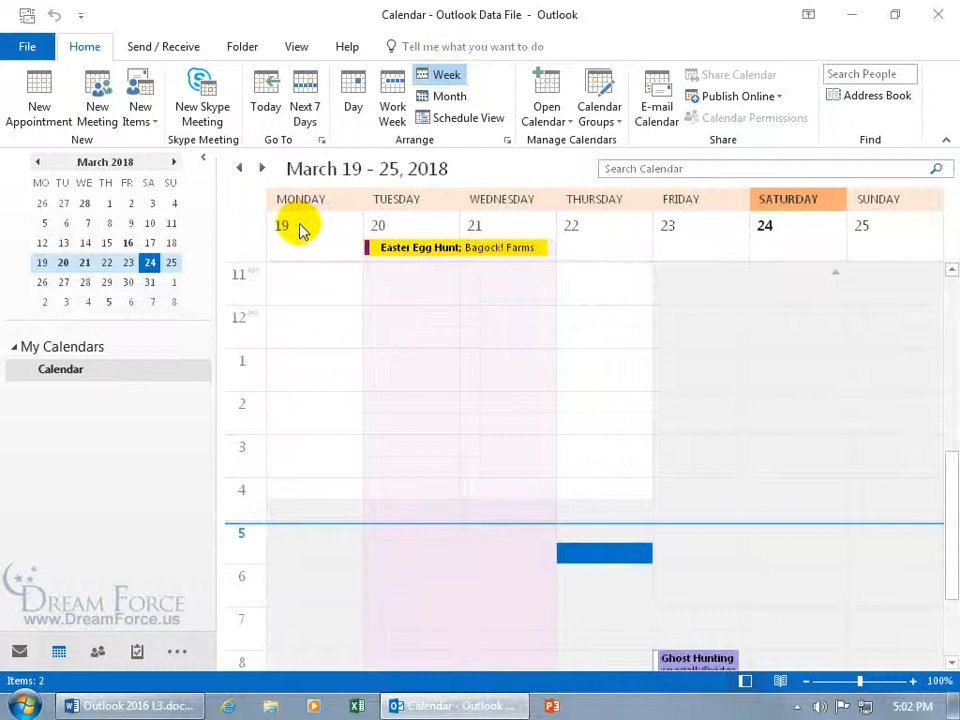 Calendar - Outlook Data File - Outlook
File Home Send / Receive Folder View Help Tell me what you want to do
New Appointment
New Meeting
New Items
New
New Skype Meeting
Skype Meeting
Today
Next 7 Days
Go To
Day
Work Week
Week
Month
Schedule View
Arrange
Open Calendar
Calendar Groups
Manage Calendars
E-mail Calendar
Share Calendar
Publish Online
Calendar Permissions
Share
Search People
Address Book
Find
March 2018
MO TU WE TH FR SA SU
26 27 28 1 2 3 4
5 6 7 8 9 10 11
12 13 14 15 16 17 18
19 20 21 22 23 24 25
26 27 28 29 30 31 1
2 3 4 5 6 7 8
My Calendars
Calendar
DREAM FORCE
www.DreamForce.us
March 19 - 25, 2018
Search Calendar
MONDAY TUESDAY WEDNESDAY THURSDAY FRIDAY SATURDAY SUNDAY
19 20 21 22 23 24 25
Easter Egg Hunt; Bagock! Farms
11 AM
12 PM
1
2
3
4
5
6
7
8
Ghost Hunting
Items: 2
100%
Outlook 2016 L3.doc...
Calendar - Outlook ...
5:02 PM